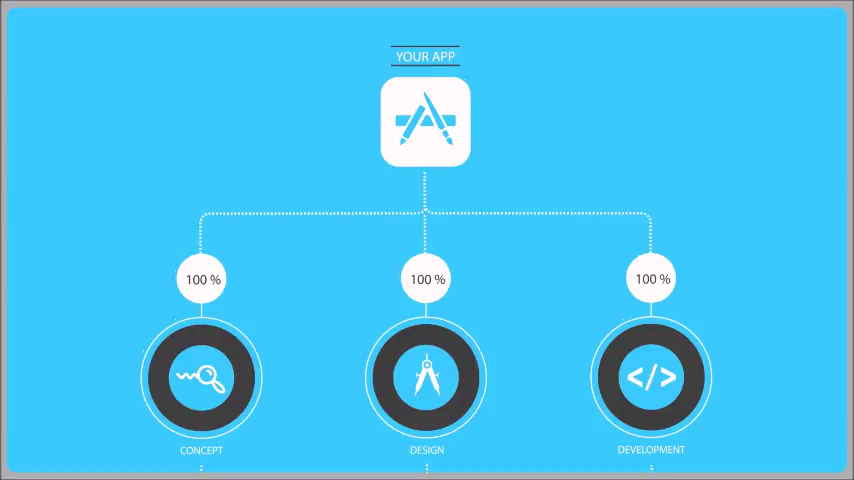 YOUR APP
100 %
100 %
100 %
</>
CONCEPT
DESIGN
DEVELOPMENT